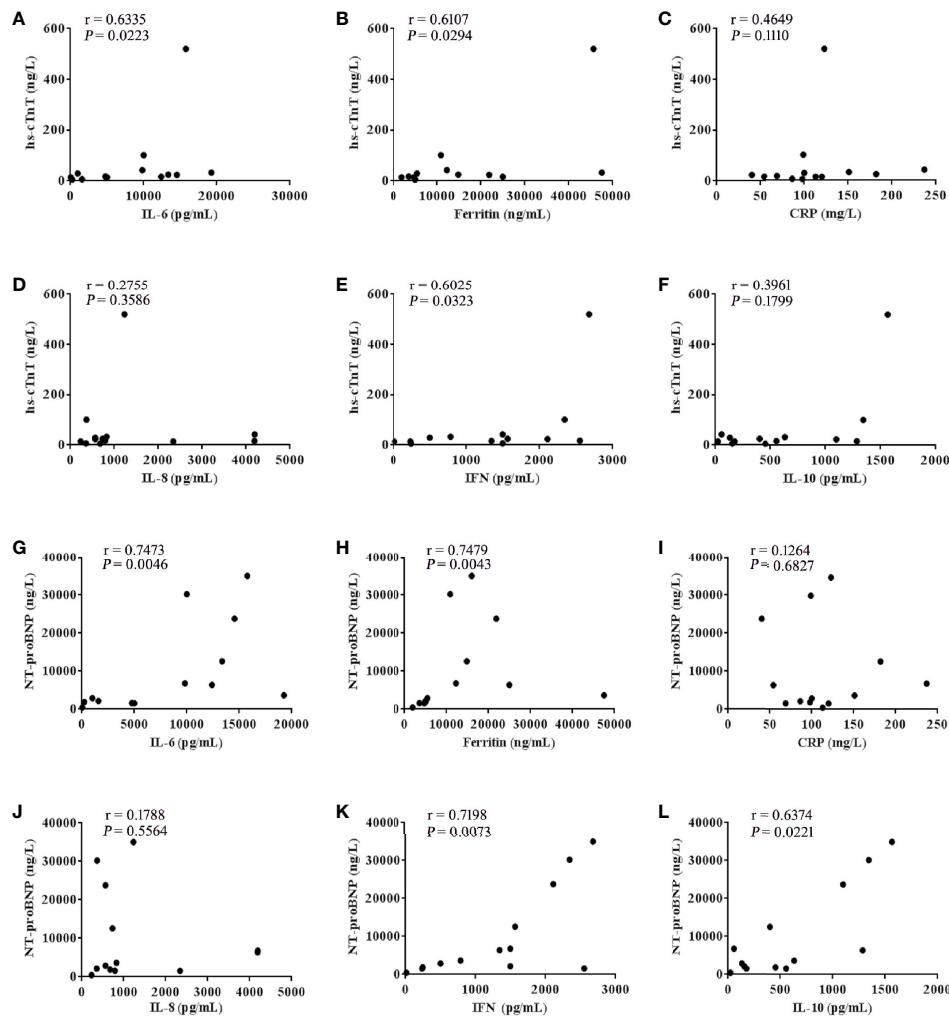 A
r = 0.6335
P = 0.0223
hs-cTnT (ng/L)
600
400
200
0
0 10000 20000 30000
IL-6 (pg/mL)
B
r = 0.6107
P = 0.0294
hs-cTnT (ng/L)
600
400
200
0
0 10000 20000 30000 40000 50000
Ferritin (ng/mL)
C
r = 0.4649
P = 0.1110
hs-cTnT (ng/L)
600
400
200
0
0 50 100 150 200 250
CRP (mg/L)
D
r = 0.2755
P = 0.3586
hs-cTnT (ng/L)
600
400
200
0
0 1000 2000 3000 4000 5000
IL-8 (pg/mL)
E
r = 0.6025
P = 0.0323
hs-cTnT (ng/L)
600
400
200
0
0 1000 2000 3000
IFN (pg/mL)
F
r = 0.3961
P = 0.1799
hs-cTnT (ng/L)
600
400
200
0
0 500 1000 1500 2000
IL-10 (pg/mL)
G
r = 0.7473
P = 0.0046
NT-proBNP (ng/L)
40000
30000
20000
10000
0
0 5000 10000 15000 20000
IL-6 (pg/mL)
H
r = 0.7479
P = 0.0043
NT-proBNP (ng/L)
40000
30000
20000
10000
0
0 10000 20000 30000 40000 50000
Ferritin (ng/mL)
I
r = 0.1264
P = 0.6827
NT-proBNP (ng/L)
40000
30000
20000
10000
0
0 50 100 150 200 250
CRP (mg/L)
J
r = 0.1788
P = 0.5564
NT-proBNP (ng/L)
40000
30000
20000
10000
0
0 1000 2000 3000 4000 5000
IL-8 (pg/mL)
K
r = 0.7198
P = 0.0073
NT-proBNP (ng/L)
40000
30000
20000
10000
0
0 1000 2000 3000
IFN (pg/mL)
L
r = 0.6374
P = 0.0221
NT-proBNP (ng/L)
40000
30000
20000
10000
0
0 500 1000 1500 2000
IL-10 (pg/mL)